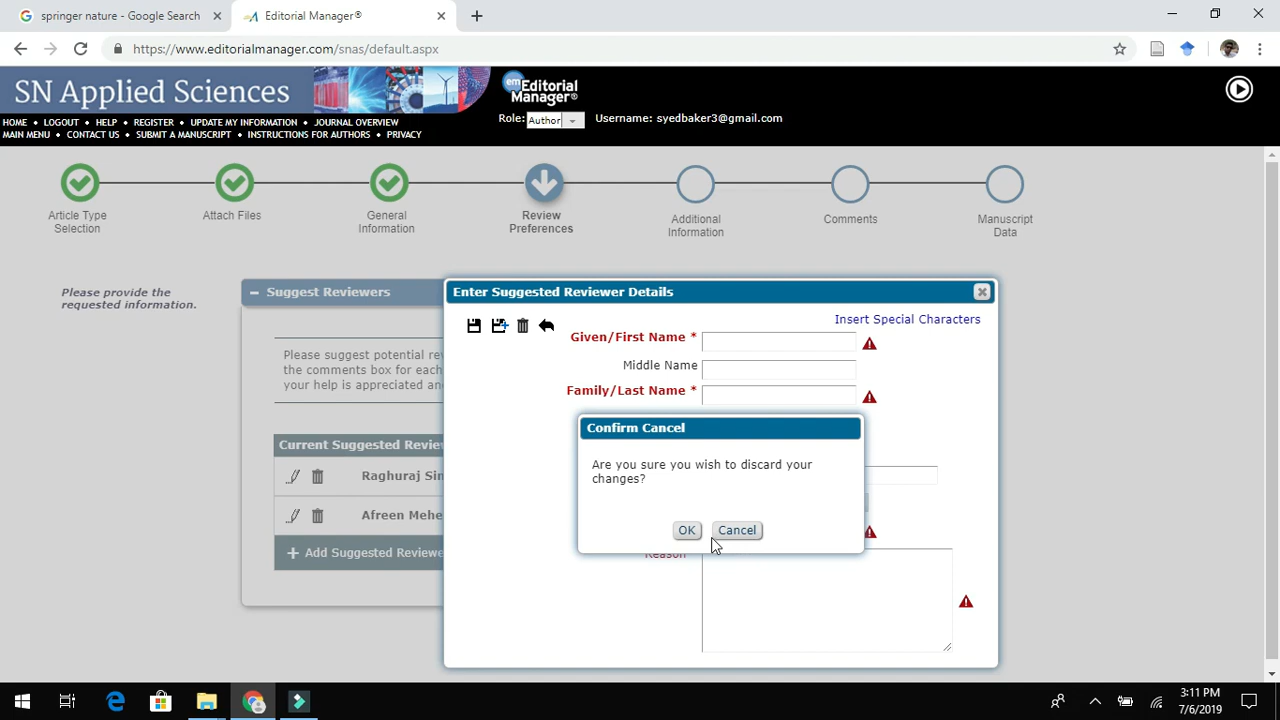 springer nature - Google Search
Editorial Manager®
https://www.editorialmanager.com/snas/default.aspx
SN Applied Sciences
em Editorial
Manager®
Role: Author
Username: syedbaker3@gmail.com
HOME • LOGOUT • HELP • REGISTER • UPDATE MY INFORMATION • JOURNAL OVERVIEW
MAIN MENU • CONTACT US • SUBMIT A MANUSCRIPT • INSTRUCTIONS FOR AUTHORS • PRIVACY
Article Type
Selection
Attach Files
General
Information
Review
Preferences
Additional
Information
Comments
Manuscript
Data
Please provide the
requested information.
Suggest Reviewers
Please suggest potential rev
the comments box for each
your help is appreciated an
Current Suggested Review
Raghuraj Sin
Afreen Mehe
+ Add Suggested Reviewe
Enter Suggested Reviewer Details
Insert Special Characters
Given/First Name *
Middle Name
Family/Last Name *
Confirm Cancel
Are you sure you wish to discard your
changes?
OK
Cancel
Reason
3:11 PM
7/6/2019